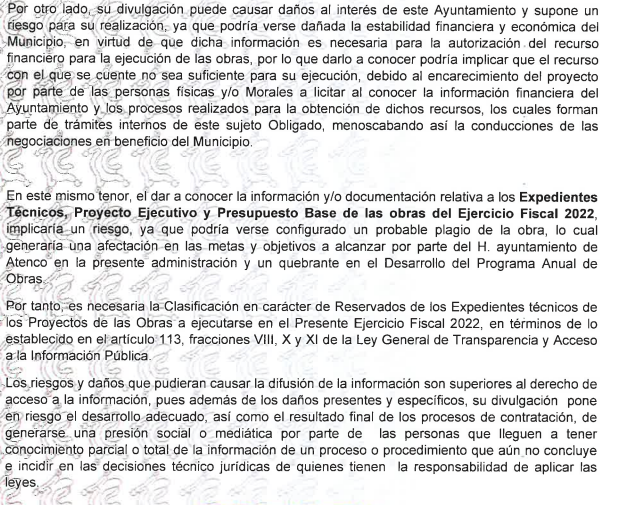 Por otro lado, su divulgación puede causar daños al interés de este Ayuntamiento y supone un
riesgo para su realización, ya que podría verse dañada la estabilidad financiera y económica del
Municipio, en virtud de que dicha información es necesaria para la autorización del recurso
financiero para la ejecución de las obras, por lo que darlo a conocer podría implicar que el recurso
con el que se cuente no sea suficiente para su ejecución, debido al encarecimiento del proyecto
por parte de las personas físicas y/o Morales a licitar al conocer la información financiera del
Ayuntamiento y los procesos realizados para la obtención de dichos recursos, los cuales forman
parte de trámites internos de este sujeto Obligado, menoscabando así la conducciones de las
negociaciones en beneficio del Municipio.
En este mismo tenor, el dar a conocer la información y/o documentación relativa a los Expedientes
Técnicos, Proyecto Ejecutivo y Presupuesto Base de las obras del Ejercicio Fiscal 2022,
implicaría un riesgo, ya que podría verse configurado un probable plagio de la obra, lo cual
generaría una afectación en las metas y objetivos a alcanzar por parte del H. ayuntamiento de
Atenco en la presente administración y un quebrante en el Desarrollo del Programa Anual de
Obras.
Por tanto, es necesaria la Clasificación en carácter de Reservados de los Expedientes técnicos de
los Proyectos de las Obras a ejecutarse en el Presente Ejercicio Fiscal 2022, en términos de lo
establecido en el artículo 113, fracciones VIII, X y XI de la Ley General de Transparencia y Acceso
a la Información Pública.
Los riesgos y daños que pudieran causar la difusión de la información son superiores al derecho de
acceso a la información, pues además de los daños presentes y específicos, su divulgación pone
en riesgo el desarrollo adecuado, así como el resultado final de los procesos de contratación, de
generarse una presión social o mediática por parte de las personas que lleguen a tener
conocimiento parcial o total de la información de un proceso o procedimiento que aún no concluye
e incidir en las decisiones técnico jurídicas de quienes tienen la responsabilidad de aplicar las
leyes.